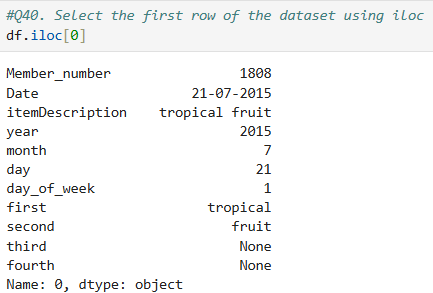 #Q40. Select the first row of the dataset using iloc
df.iloc[0]
Member_number 1808
Date 21-07-2015
itemDescription tropical fruit
year 2015
month 7
day 21
day_of_week 1
first tropical
second fruit
third None
fourth None
Name: 0, dtype: object